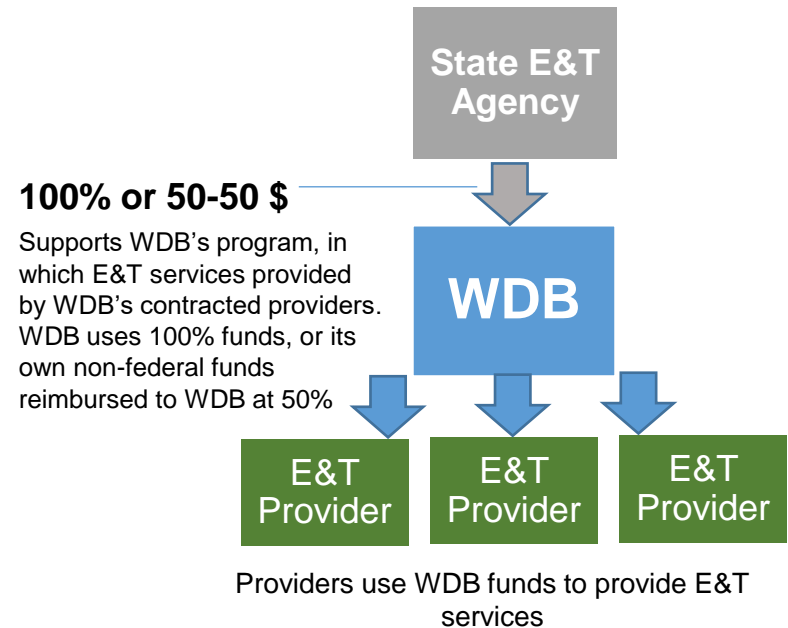 State E&T
Agency
100% or 50-50 $
Supports WDB’s program, in
which E&T services provided
by WDB’s contracted providers.
WDB uses 100% funds, or its
own non-federal funds
reimbursed to WDB at 50%
WDB
E&T
Provider
E&T
Provider
E&T
Provider
Providers use WDB funds to provide E&T
services